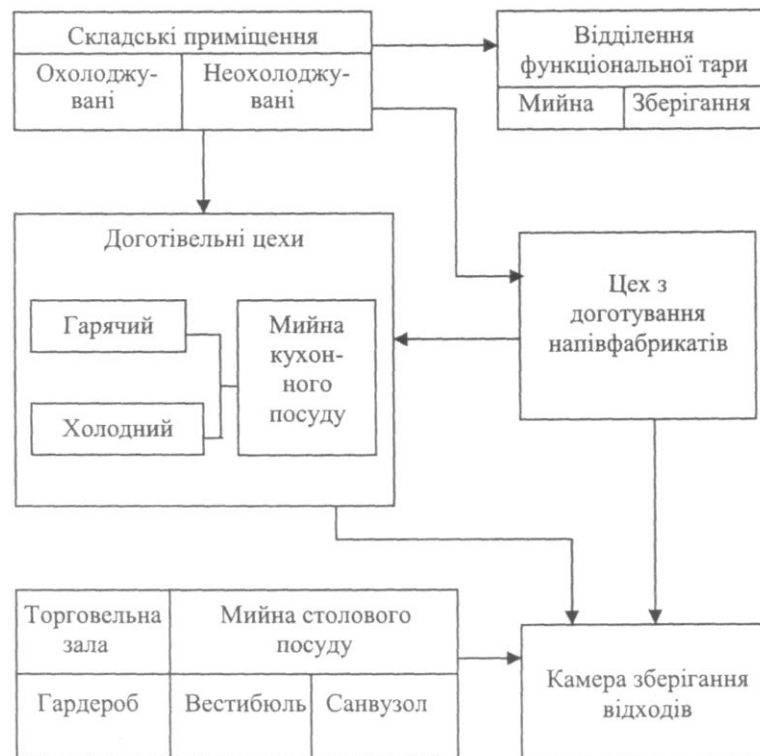 Складські приміщення
Охолоджу-
вані
Неохолоджу-
вані
Відділення
функціональної тари
Мийна
Зберігання
Доготівельні цехи
Гарячий
Холодний
Мийна
кухон-
ного
посуду
Цех з
доготування
напівфабрикатів
Торговельна
зала
Мийна столового
посуду
Гардероб
Вестибюль
Санвузол
Камера зберігання
відходів